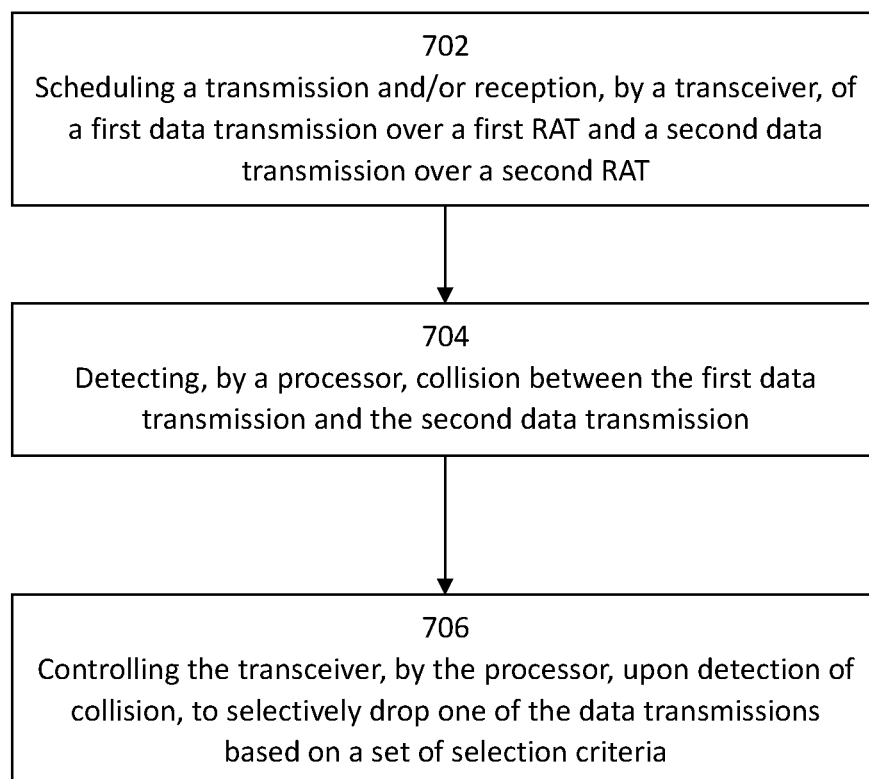 702
Scheduling a transmission and/or reception, by a transceiver, of
a first data transmission over a first RAT and a second data
transmission over a second RAT
704
Detecting, by a processor, collision between the first data
transmission and the second data transmission
706
Controlling the transceiver, by the processor, upon detection of
collision, to selectively drop one of the data transmissions
based on a set of selection criteria